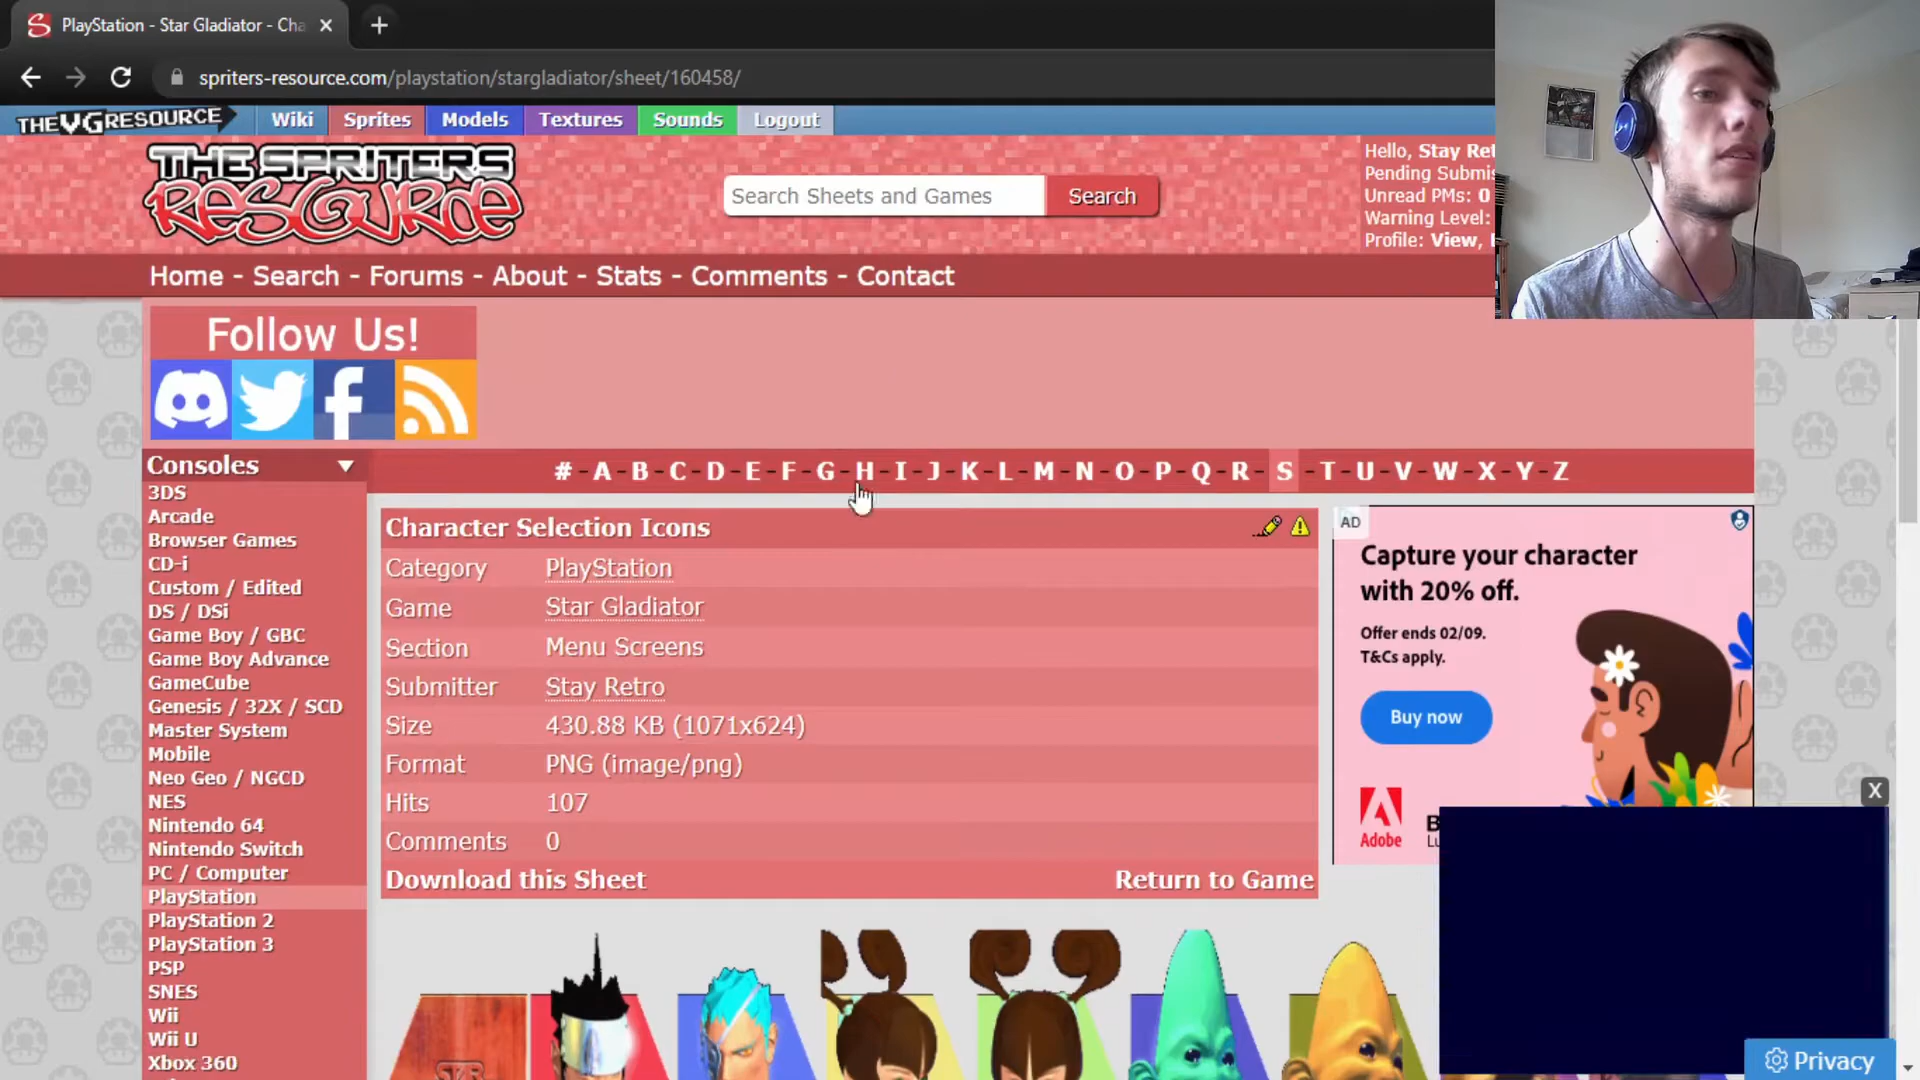 PlayStation - Star Gladiator - Cha
spriters-resource.com/playstation/stargladiator/sheet/160458/
THE VG RESOURCE
Wiki
Sprites
Models
Textures
Sounds
Logout
THE SPRITERS
RESOURCE
Search Sheets and Games
Search
Hello, Stay Ret
Pending Submis
Unread PMs: 0
Warning Level:
Profile: View,
Home - Search - Forums - About - Stats - Comments - Contact
Follow Us!
Consoles
# - A - B - C - D - E - F - G - H - I - J - K - L - M - N - O - P - Q - R - S - T - U - V - W - X - Y - Z
3DS
Arcade
Browser Games
CD-i
Custom / Edited
DS / DSi
Game Boy / GBC
Game Boy Advance
GameCube
Genesis / 32X / SCD
Master System
Mobile
Neo Geo / NGCD
NES
Nintendo 64
Nintendo Switch
PC / Computer
PlayStation
PlayStation 2
PlayStation 3
PSP
SNES
Wii
Wii U
Xbox 360
Character Selection Icons
Category PlayStation
Game Star Gladiator
Section Menu Screens
Submitter Stay Retro
Size 430.88 KB (1071x624)
Format PNG (image/png)
Hits 107
Comments 0
Download this Sheet
Return to Game
AD
Capture your character
with 20% off.
Offer ends 02/09.
T&Cs apply.
Buy now
Adobe
X
Privacy